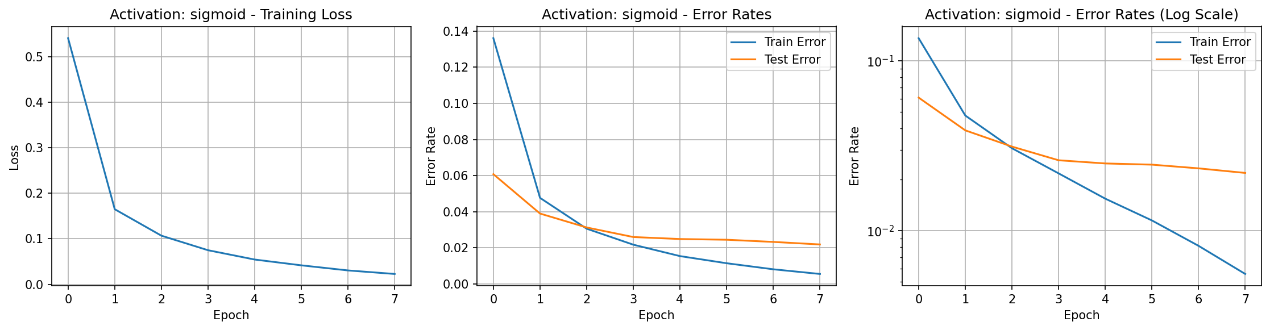 Activation: sigmoid - Training Loss
Loss
0.5
0.4
0.3
0.2
0.1
0.0
0 1 2 3 4 5 6 7
Epoch
Activation: sigmoid - Error Rates
Error Rate
0.14
0.12
0.10
0.08
0.06
0.04
0.02
0.00
Train Error
Test Error
0 1 2 3 4 5 6 7
Epoch
Activation: sigmoid - Error Rates (Log Scale)
Error Rate
10⁻¹
10⁻²
Train Error
Test Error
0 1 2 3 4 5 6 7
Epoch